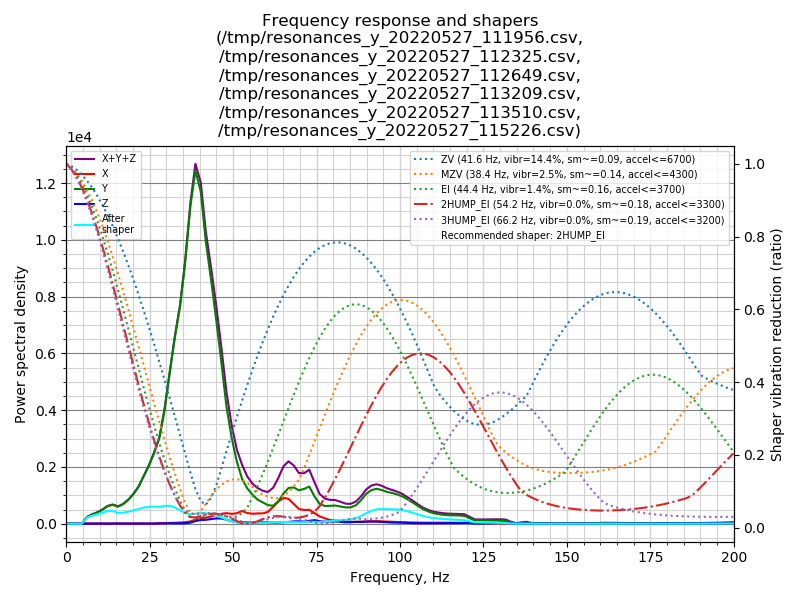 Frequency response and shapers
(/tmp/resonances_y_20220527_111956.csv,
/tmp/resonances_y_20220527_112325.csv,
/tmp/resonances_y_20220527_112649.csv,
/tmp/resonances_y_20220527_113209.csv,
/tmp/resonances_y_20220527_113510.csv,
/tmp/resonances_y_20220527_115226.csv)
1e4
X+Y+Z
X
Y
Z
After
shaper
ZV (41.6 Hz, vibr=14.4%, sm~=0.09, accel<=6700)
MZV (38.4 Hz, vibr=2.5%, sm~=0.14, accel<=4300)
EI (44.4 Hz, vibr=1.4%, sm~=0.16, accel<=3700)
2HUMP_EI (54.2 Hz, vibr=0.0%, sm~=0.18, accel<=3300)
3HUMP_EI (66.2 Hz, vibr=0.0%, sm~=0.19, accel<=3200)
Recommended shaper: 2HUMP_EI
Power spectral density
1.2
1.0
0.8
0.6
0.4
0.2
0.0
1.0
0.8
0.6
0.4
0.2
0.0
Shaper vibration reduction (ratio)
0 25 50 75 100 125 150 175 200
Frequency, Hz